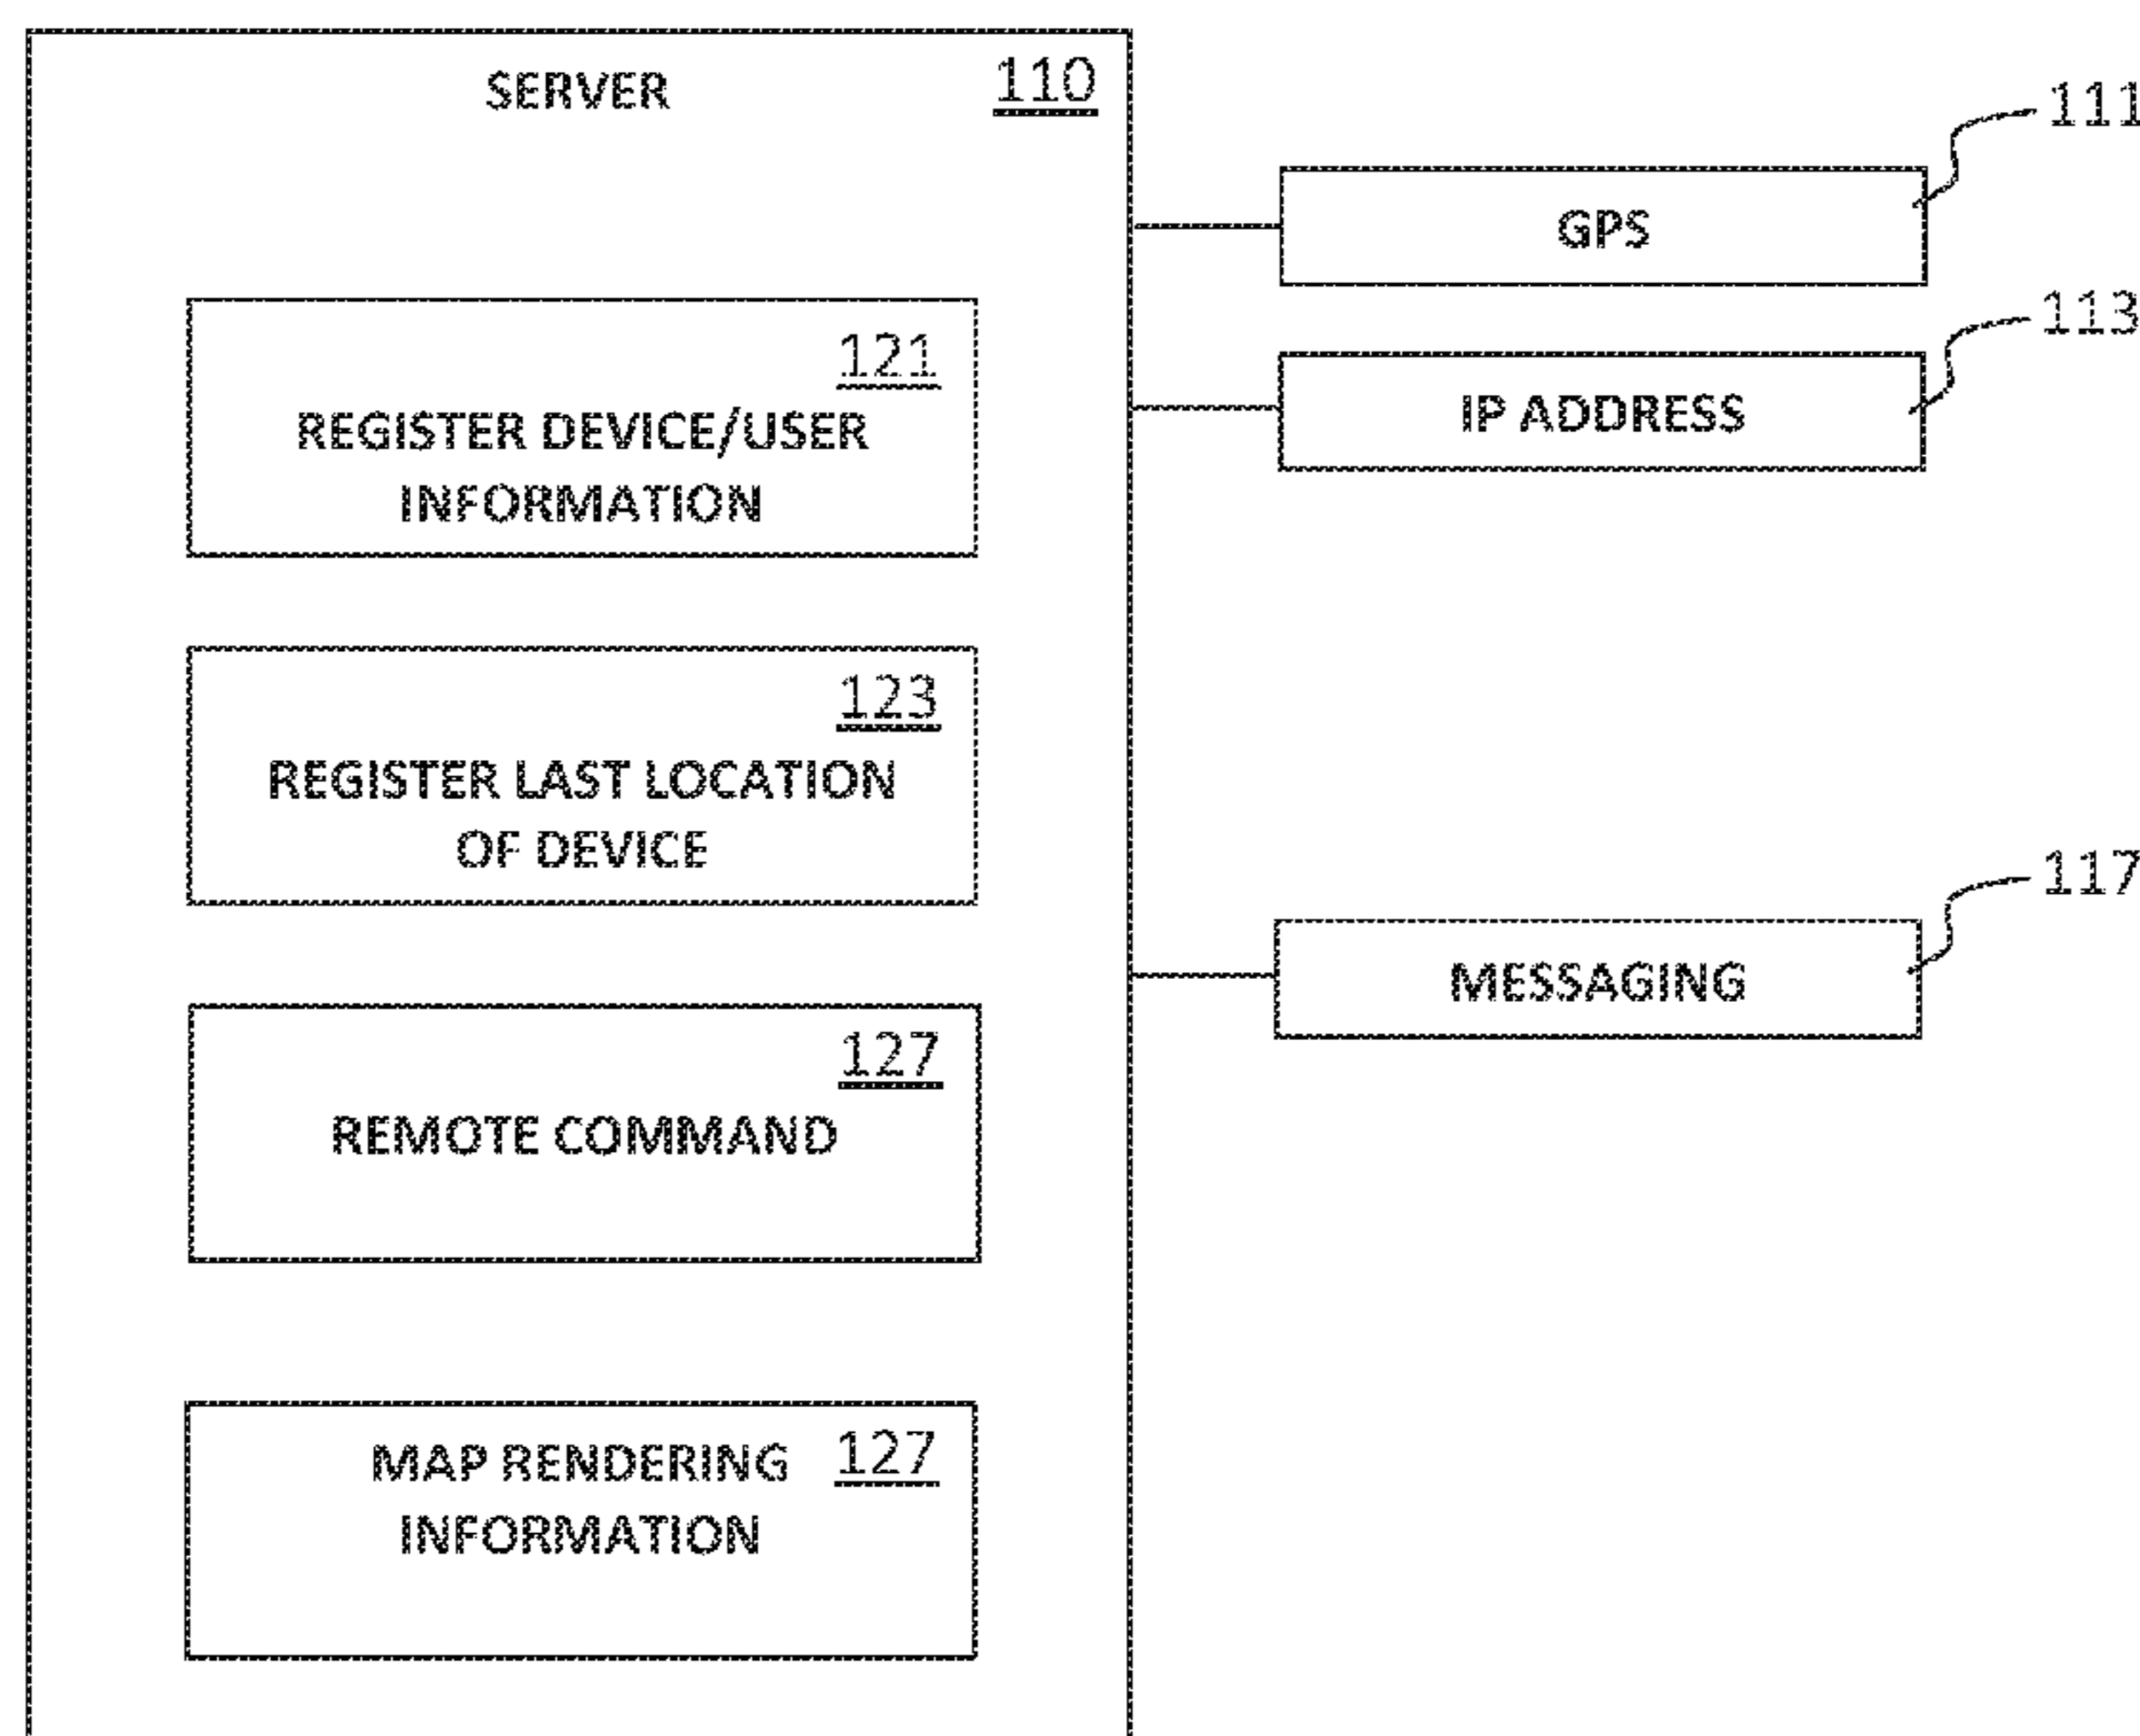 SERVER 110
121
REGISTER DEVICE/USER
INFORMATION
123
REGISTER LAST LOCATION
OF DEVICE
127
REMOTE COMMAND
MAP RENDERING 127
INFORMATION
111
GPS
113
IP ADDRESS
117
MESSAGING